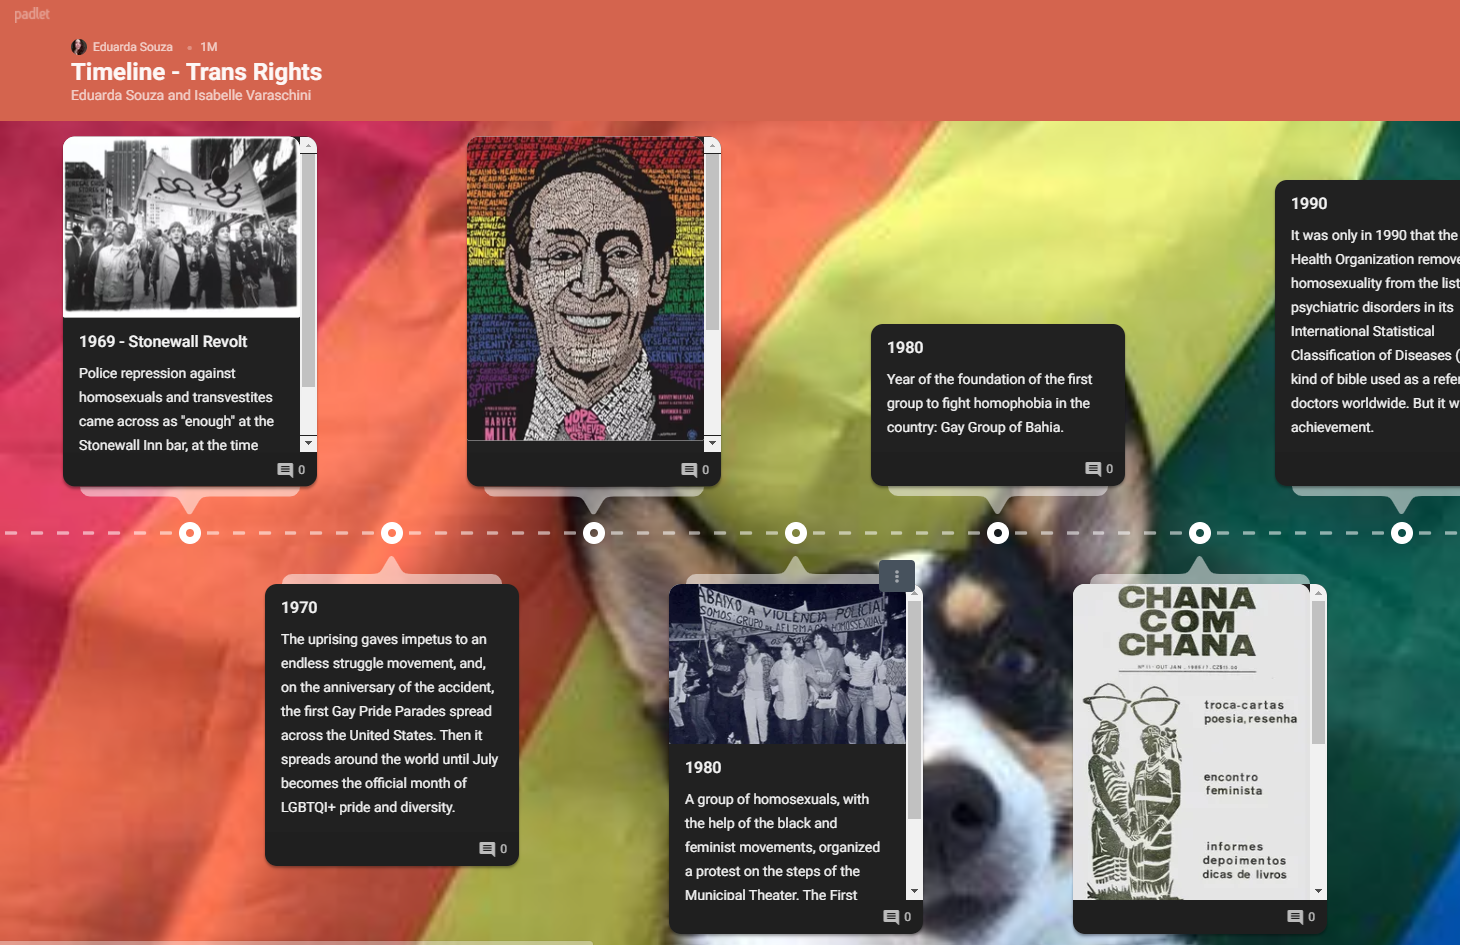 padlet
Eduarda Souza • 1M
Timeline - Trans Rights
Eduarda Souza and Isabelle Varaschini
1969 - Stonewall Revolt
Police repression against
homosexuals and transvestites
came across as "enough" at the
Stonewall Inn bar, at the time
0
1970
The uprising gaves impetus to an
endless struggle movement, and,
on the anniversary of the accident,
the first Gay Pride Parades spread
across the United States. Then it
spreads around the world until July
becomes the official month of
LGBTQI+ pride and diversity.
0
HOPE
WILL NEVER
HARVEY
MILK
0
ABAIXO A VIOLENCIA POLICIAL
SOMOS GRUPO DE AFIRMAÇÃO HOMOSSEXUAL
1980
A group of homosexuals, with
the help of the black and
feminist movements, organized
a protest on the steps of the
Municipal Theater. The First
0
1980
Year of the foundation of the first
group to fight homophobia in the
country: Gay Group of Bahia.
0
CHANA
COM
CHANA
troca-cartas
poesia, resenha
encontro
feminista
informes
depoimentos
dicas de livros
0
1990
It was only in 1990 that the
Health Organization remove
homosexuality from the list
psychiatric disorders in its
International Statistical
Classification of Diseases (
kind of bible used as a refer
doctors worldwide. But it w
achievement.